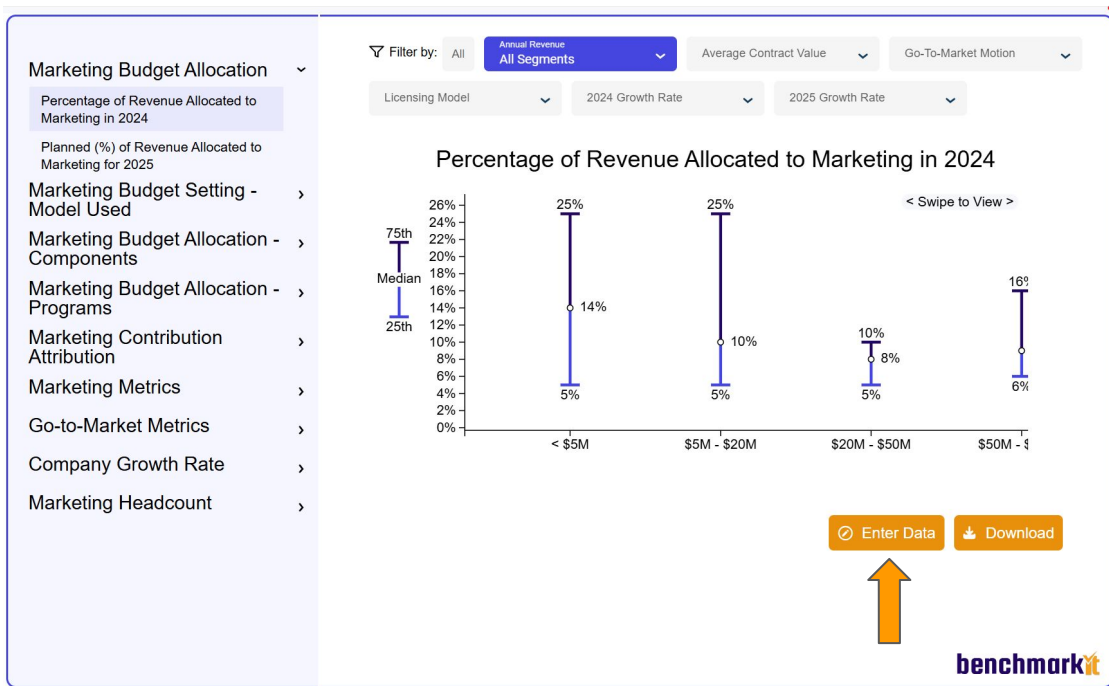 Marketing Budget Allocation
Percentage of Revenue Allocated to
Marketing in 2024
Planned (%) of Revenue Allocated to
Marketing for 2025
Marketing Budget Setting -
Model Used
Marketing Budget Allocation -
Components
Marketing Budget Allocation -
Programs
Marketing Contribution
Attribution
Marketing Metrics
Go-to-Market Metrics
Company Growth Rate
Marketing Headcount
Filter by:
All
Annual Revenue
All Segments
Average Contract Value
Go-To-Market Motion
Licensing Model
2024 Growth Rate
2025 Growth Rate
Percentage of Revenue Allocated to Marketing in 2024
< Swipe to View >
75th
Median
25th
26%
24%
22%
20%
18%
16%
14%
12%
10%
8%
6%
4%
2%
0%
25%
14%
5%
25%
10%
5%
10%
8%
5%
16%
6%
< $5M
$5M - $20M
$20M - $50M
$50M - $
Enter Data
Download
benchmarkit